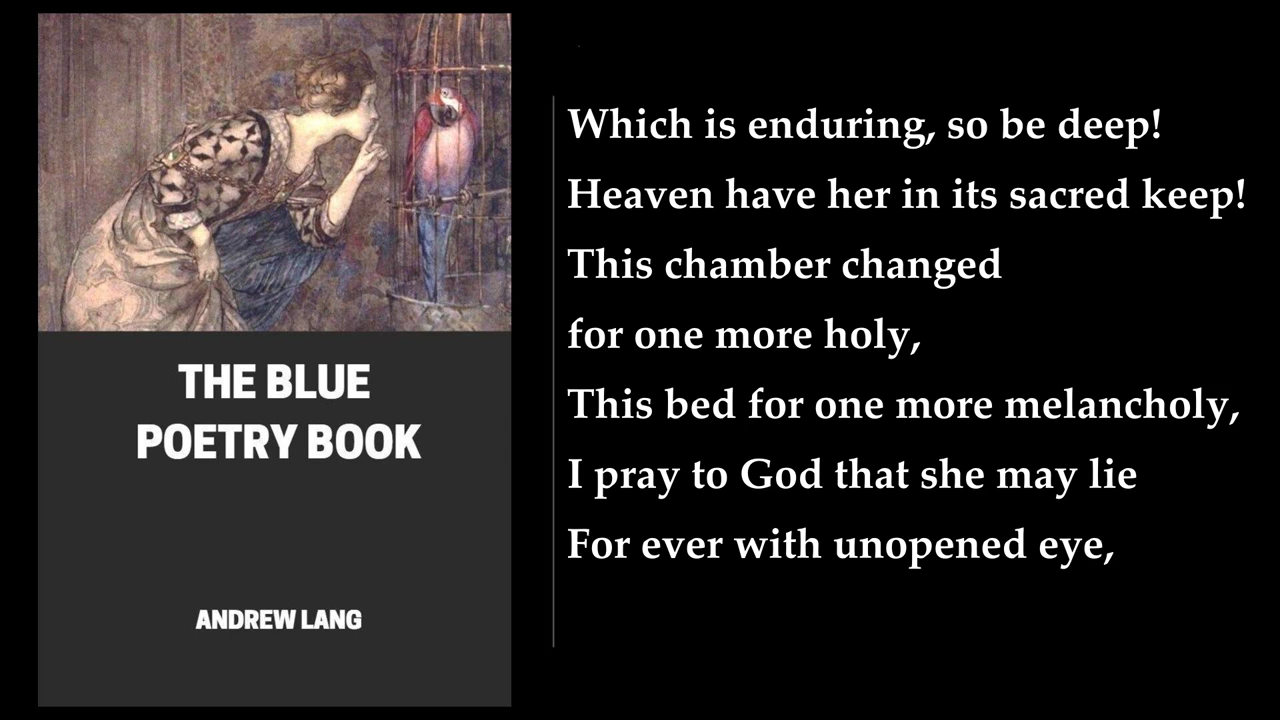 THE BLUE
POETRY BOOK
ANDREW LANG
Which is enduring, so be deep!
Heaven have her in its sacred keep!
This chamber changed
for one more holy,
This bed for one more melancholy,
I pray to God that she may lie
For ever with unopened eye,